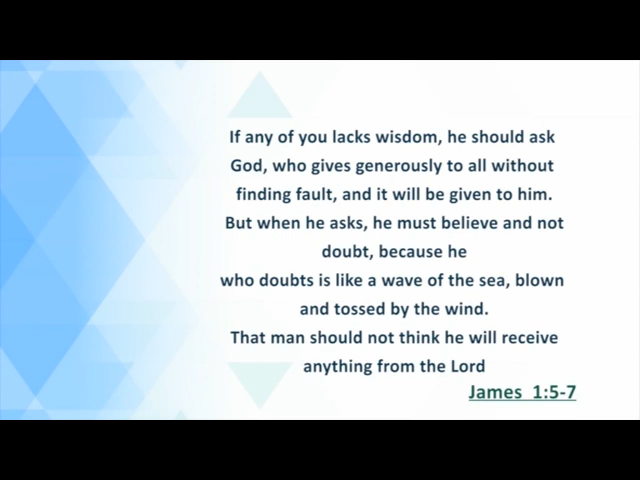 If any of you lacks wisdom, he should ask
God, who gives generously to all without
finding fault, and it will be given to him.
But when he asks, he must believe and not
doubt, because he
who doubts is like a wave of the sea, blown
and tossed by the wind.
That man should not think he will receive
anything from the Lord
James 1:5-7